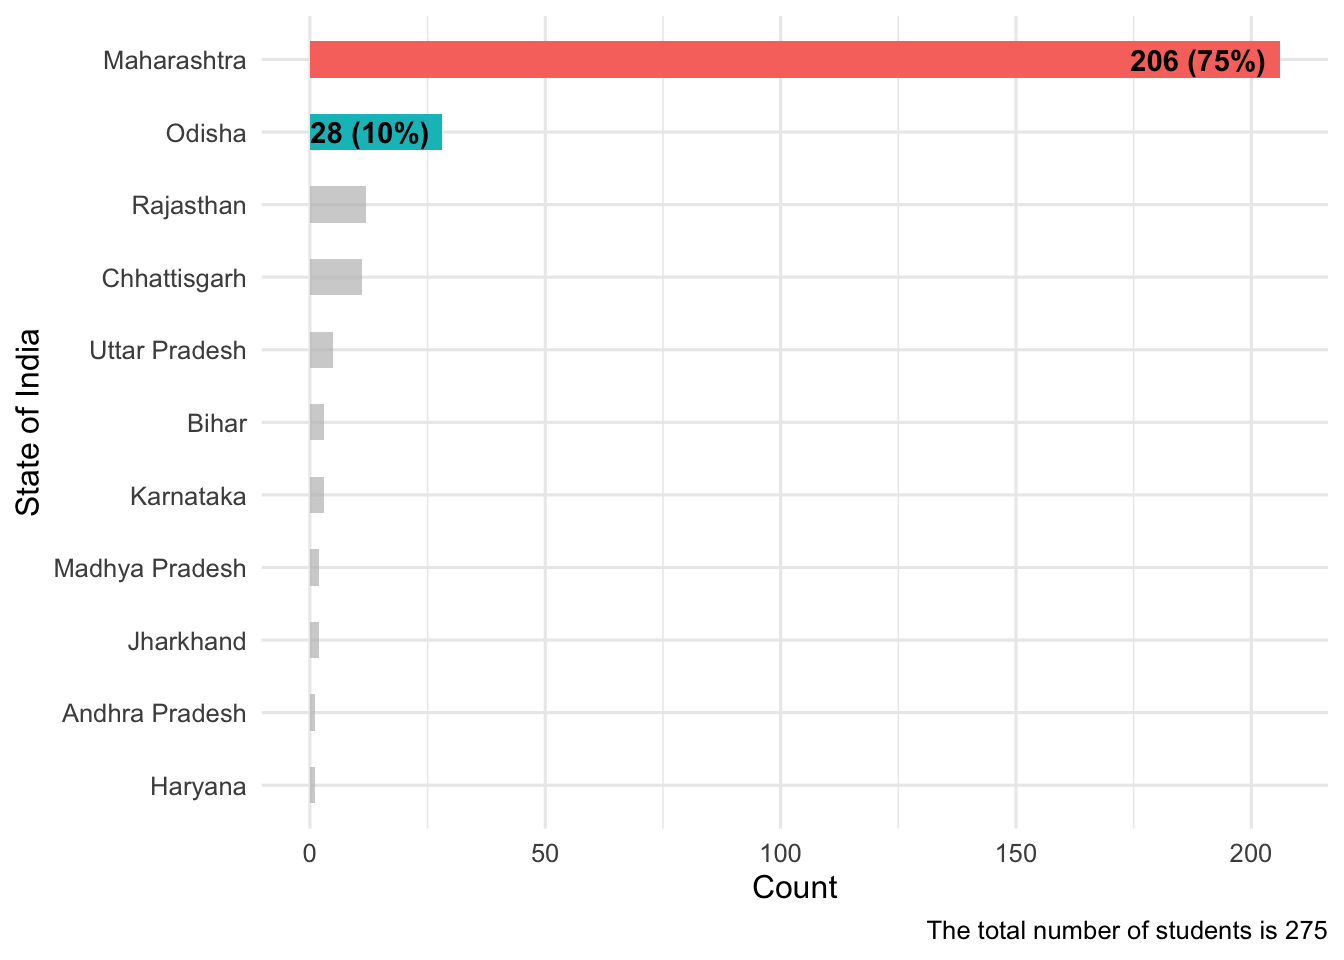 Maharashtra
206 (75%)
Odisha
28 (10%)
Rajasthan
Chhattisgarh
Uttar Pradesh
Bihar
Karnataka
Madhya Pradesh
Jharkhand
Andhra Pradesh
Haryana
State of India
0
50
100
150
200
Count
The total number of students is 275